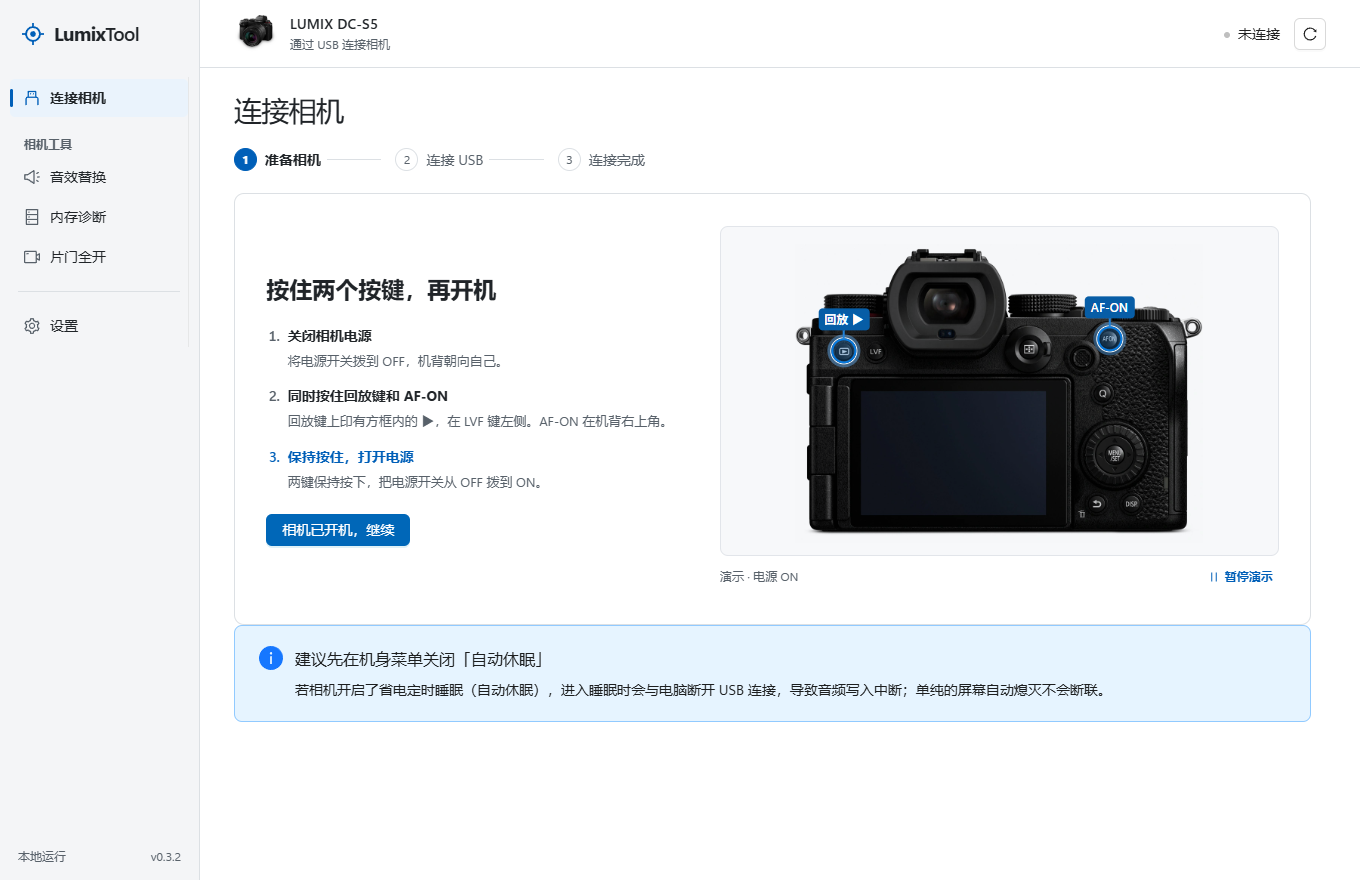 LumixTool
连接相机
相机工具
音效替换
内存诊断
片门全开
设置
本地运行
v0.3.2
LUMIX DC-S5
通过 USB 连接相机
未连接
连接相机
1 准备相机
2 连接 USB
3 连接完成
按住两个按键，再开机
1. 关闭相机电源
将电源开关拨到 OFF，机背朝向自己。
2. 同时按住回放键和 AF-ON
回放键上印有方框内的 ▶，在 LVF 键左侧。AF-ON 在机背右上角。
3. 保持按住，打开电源
两键保持按下，把电源开关从 OFF 拨到 ON。
相机已开机，继续
回放 ▶
AF-ON
LVF
AF ON
Q
MENU
/SET
DISP.
演示 · 电源 ON
暂停演示
建议先在机身菜单关闭「自动休眠」
若相机开启了省电定时睡眠（自动休眠），进入睡眠时会与电脑断开 USB 连接，导致音频写入中断；单纯的屏幕自动熄灭不会断联。